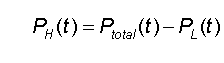 P_H(t) = P_total(t) − P_L(t)